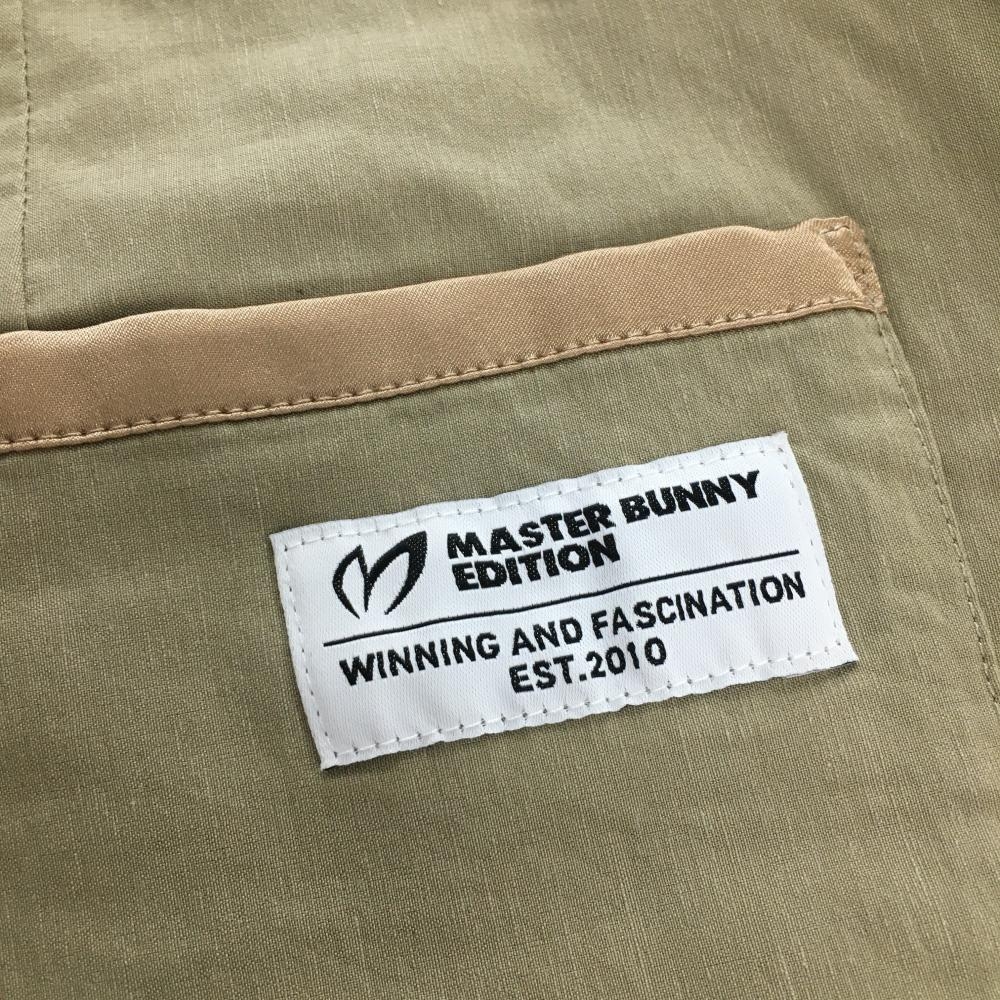 MASTER BUNNY
EDITION
WINNING AND FASCINATION
EST.2010